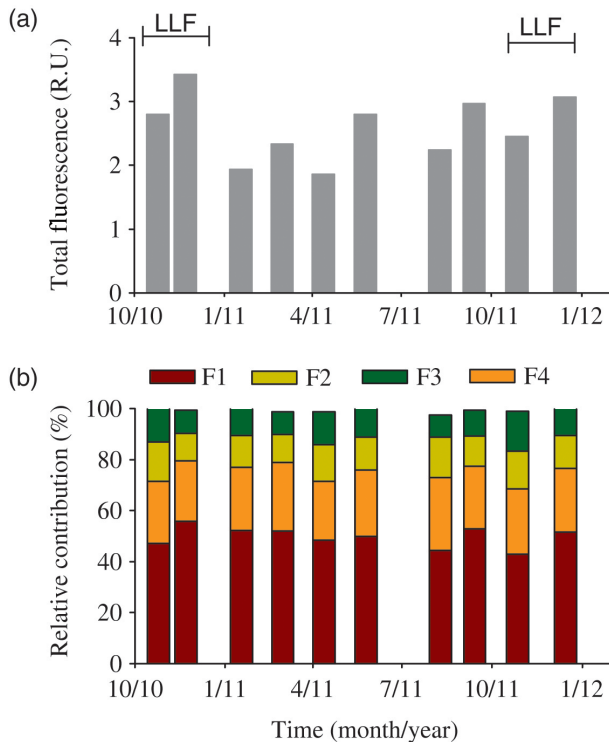 (a)
LLF
LLF
Total fluorescence (R.U.)
4
3
2
1
0
10/10
1/11
4/11
7/11
10/11
1/12
(b)
F1
F2
F3
F4
Relative contribution (%)
100
80
60
40
20
0
10/10
1/11
4/11
7/11
10/11
1/12
Time (month/year)